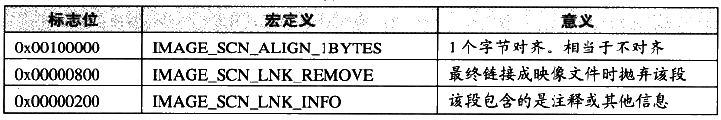 标志位 宏定义 意义
0x00100000 IMAGE_SCN_ALIGN_1BYTES 1个字节对齐。相当于不对齐
0x00000800 IMAGE_SCN_LNK_REMOVE 最终链接成映像文件时抛弃该段
0x00000200 IMAGE_SCN_LNK_INFO 该段包含的是注释或其他信息